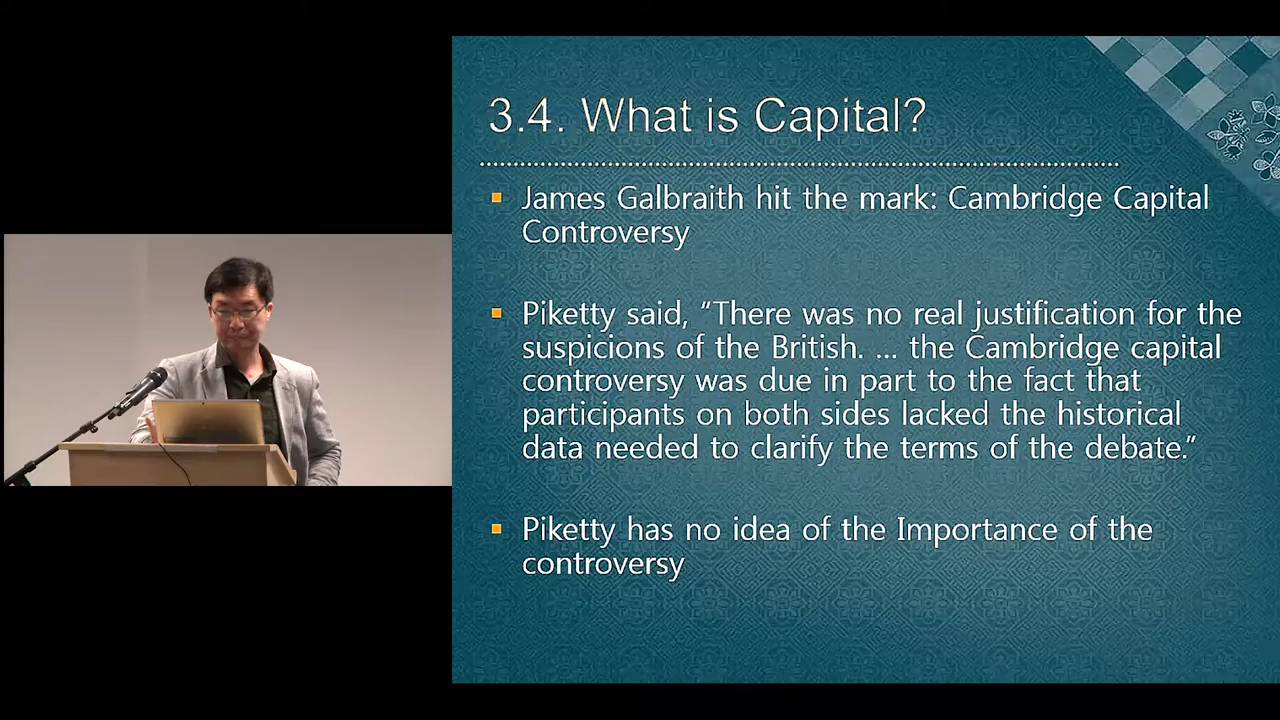 3.4. What is Capital?
James Galbraith hit the mark: Cambridge Capital
Controversy
Piketty said, “There was no real justification for the
suspicions of the British. ... the Cambridge capital
controversy was due in part to the fact that
participants on both sides lacked the historical
data needed to clarify the terms of the debate.”
Piketty has no idea of the Importance of the
controversy